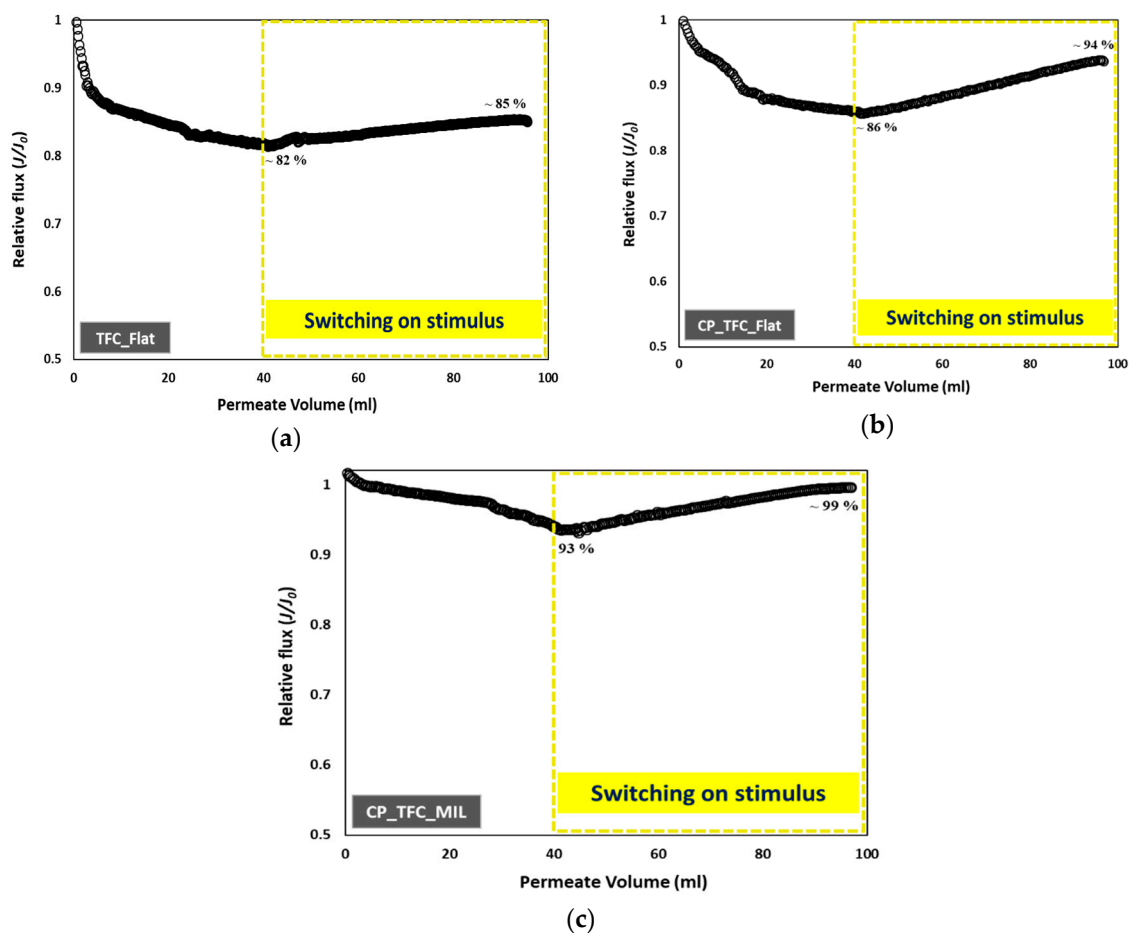 Relative flux (J/J0)
1
0.9
0.8
0.7
0.6
0.5
~ 82 %
~ 85 %
Switching on stimulus
TFC_Flat
0 20 40 60 80 100
Permeate Volume (ml)
(a)
Relative flux (J/J0)
1
0.9
0.8
0.7
0.6
0.5
~ 86 %
~ 94 %
Switching on stimulus
CP_TFC_Flat
0 20 40 60 80 100
Permeate Volume (ml)
(b)
Relative flux (J/J0)
1
0.9
0.8
0.7
0.6
0.5
93 %
~ 99 %
Switching on stimulus
CP_TFC_MIL
0 20 40 60 80 100
Permeate Volume (ml)
(c)